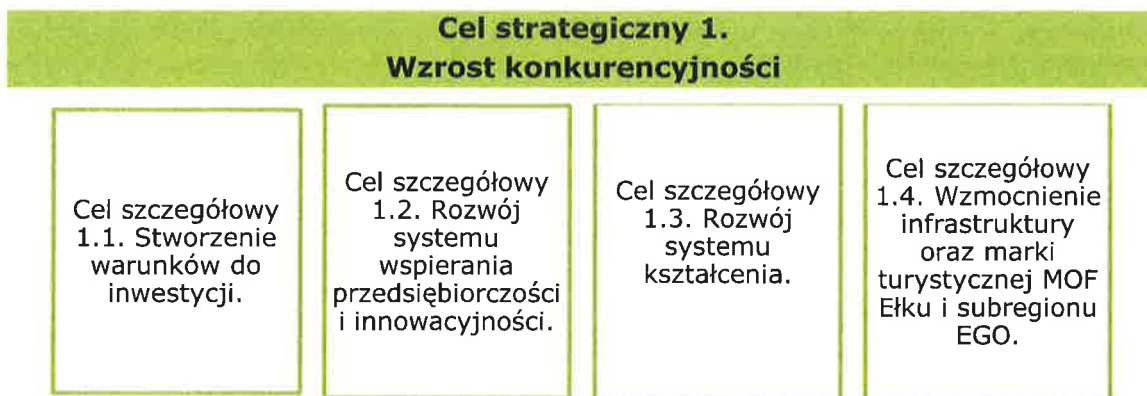 Cel strategiczny 1.
Wzrost konkurencyjności
Cel szczegółowy
1.1. Stworzenie
warunków do
inwestycji.
Cel szczegółowy
1.2. Rozwój
systemu
wspierania
przedsiębiorczości
i innowacyjności.
Cel szczegółowy
1.3. Rozwój
systemu
kształcenia.
Cel szczegółowy
1.4. Wzmocnienie
infrastruktury
oraz marki
turystycznej MOF
Ełku i subregionu
EGO.